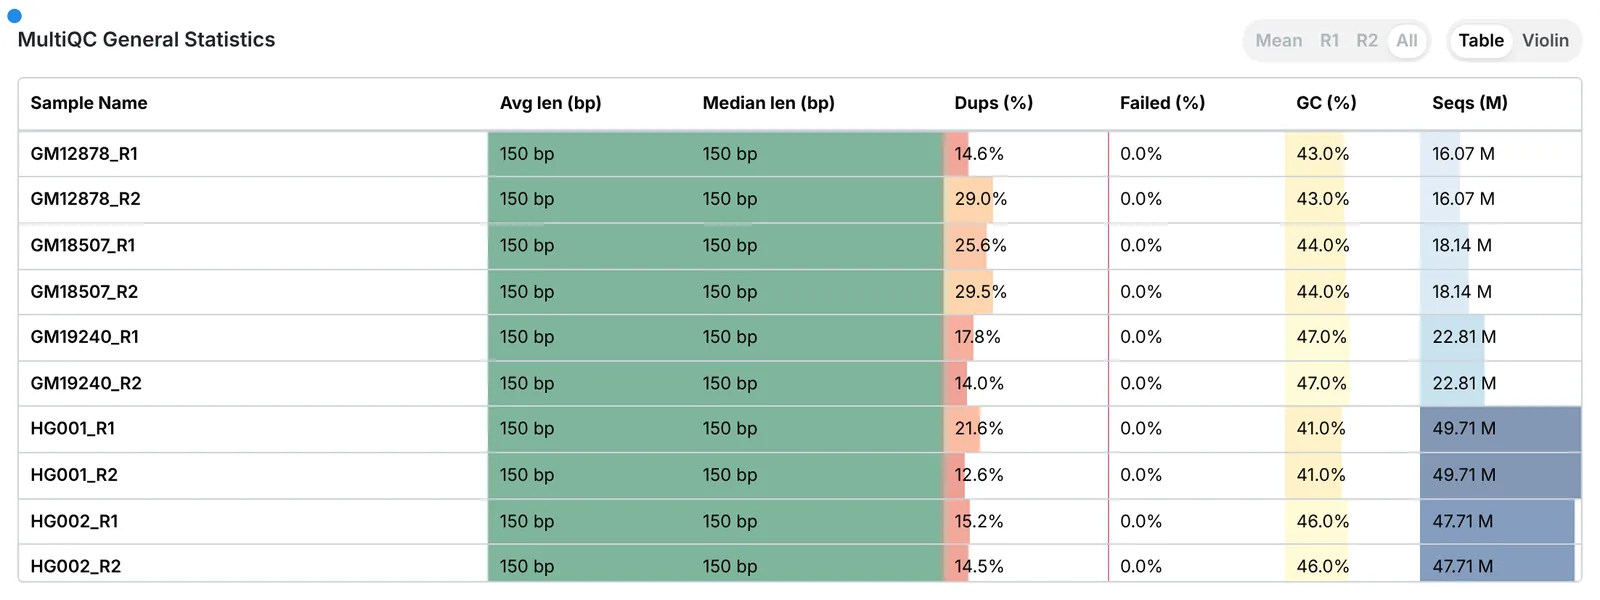 MultiQC General Statistics
Mean R1 R2 All Table Violin
Sample Name Avg len (bp) Median len (bp) Dups (%) Failed (%) GC (%) Seqs (M)
GM12878_R1 150 bp 150 bp 14.6% 0.0% 43.0% 16.07 M
GM12878_R2 150 bp 150 bp 29.0% 0.0% 43.0% 16.07 M
GM18507_R1 150 bp 150 bp 25.6% 0.0% 44.0% 18.14 M
GM18507_R2 150 bp 150 bp 29.5% 0.0% 44.0% 18.14 M
GM19240_R1 150 bp 150 bp 17.8% 0.0% 47.0% 22.81 M
GM19240_R2 150 bp 150 bp 14.0% 0.0% 47.0% 22.81 M
HG001_R1 150 bp 150 bp 21.6% 0.0% 41.0% 49.71 M
HG001_R2 150 bp 150 bp 12.6% 0.0% 41.0% 49.71 M
HG002_R1 150 bp 150 bp 15.2% 0.0% 46.0% 47.71 M
HG002_R2 150 bp 150 bp 14.5% 0.0% 46.0% 47.71 M